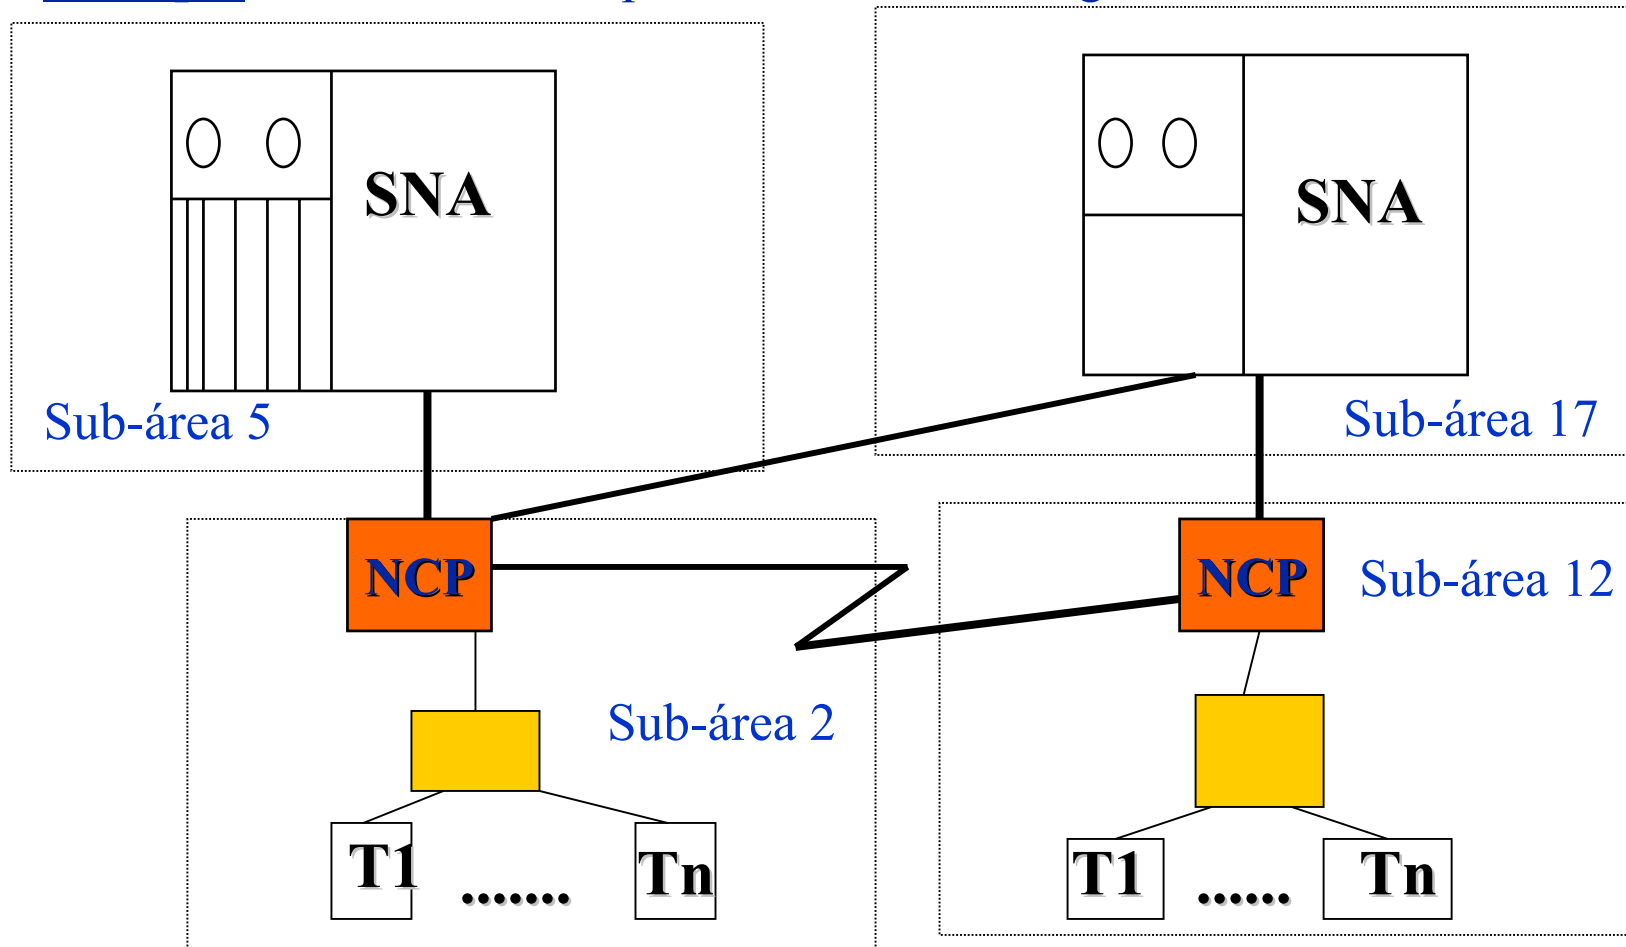 SNA
SNA
Sub-área 5
Sub-área 17
NCP
NCP
Sub-área 12
Sub-área 2
T1
.......
Tn
T1
......
Tn